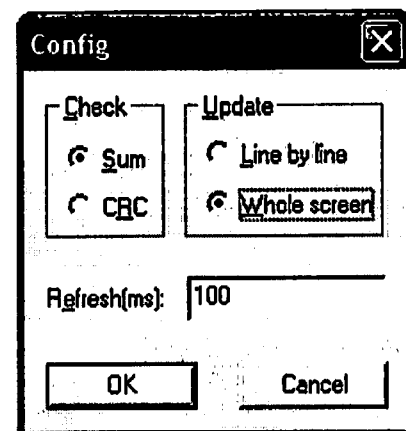 Config
Check
Update
Sum
Line by line
CRC
Whole screen
Refresh(ms):
100
OK
Cancel